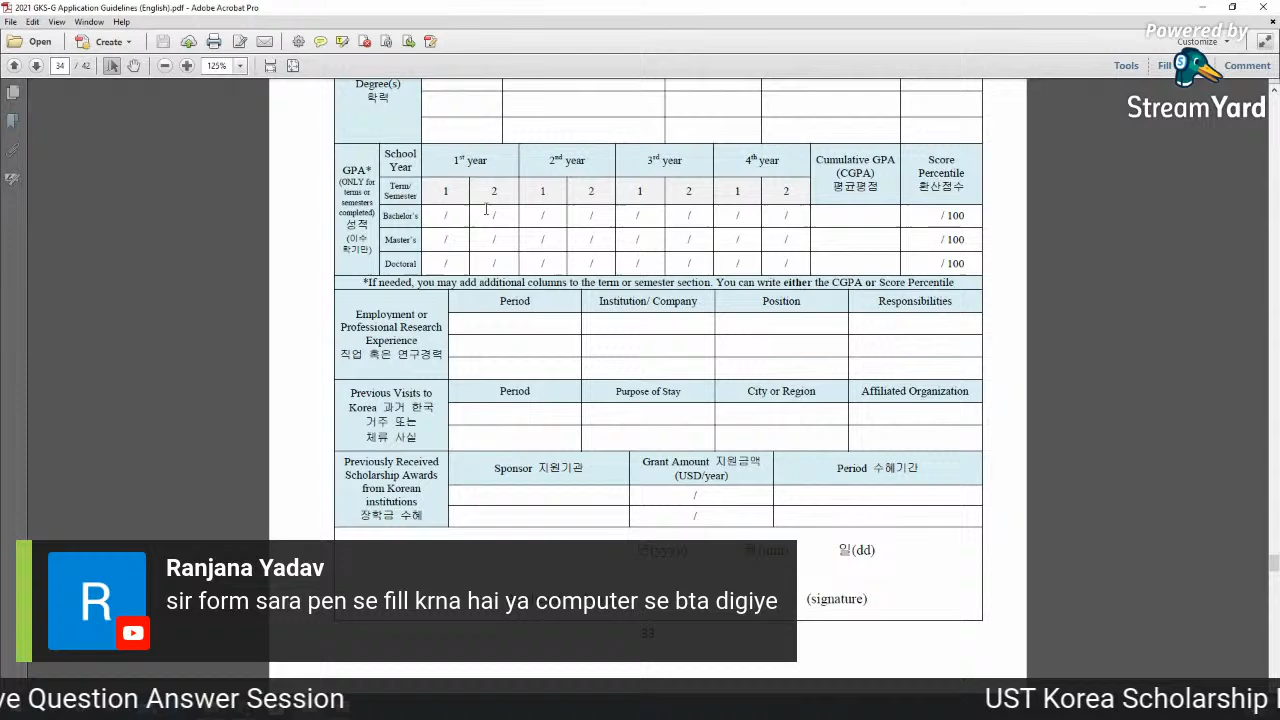 2021 GKS-G Application Guidelines (English).pdf - Adobe Acrobat Pro
File Edit View Window Help
Open Create Customize
34 / 42 125% Tools Fill Comment
Powered by
StreamYard
Degree(s)
학력
GPA*
(ONLY for
terms or
semesters
completed)
성적
(이수
학기만)
School
Year
1st year 2nd year 3rd year 4th year
Cumulative GPA
(CGPA)
평균평점
Score
Percentile
환산점수
Term/
Semester
1 2 1 2 1 2 1 2
Bachelor's / / / / / / / / / 100
Master's / / / / / / / / / 100
Doctoral / / / / / / / / / 100
*If needed, you may add additional columns to the term or semester section. You can write either the CGPA or Score Percentile
Employment or
Professional Research
Experience
직업 혹은 연구경력
Period Institution/ Company Position Responsibilities
Previous Visits to
Korea 과거 한국
거주 또는
체류 사실
Period Purpose of Stay City or Region Affiliated Organization
Previously Received
Scholarship Awards
from Korean
institutions
장학금 수혜
Sponsor 지원기관
Grant Amount 지원금액
(USD/year)
Period 수혜기간
/
/
일(dd)
(signature)
33
R
Ranjana Yadav
sir form sara pen se fill krna hai ya computer se bta digiye
ve Question Answer Session
UST Korea Scholarship